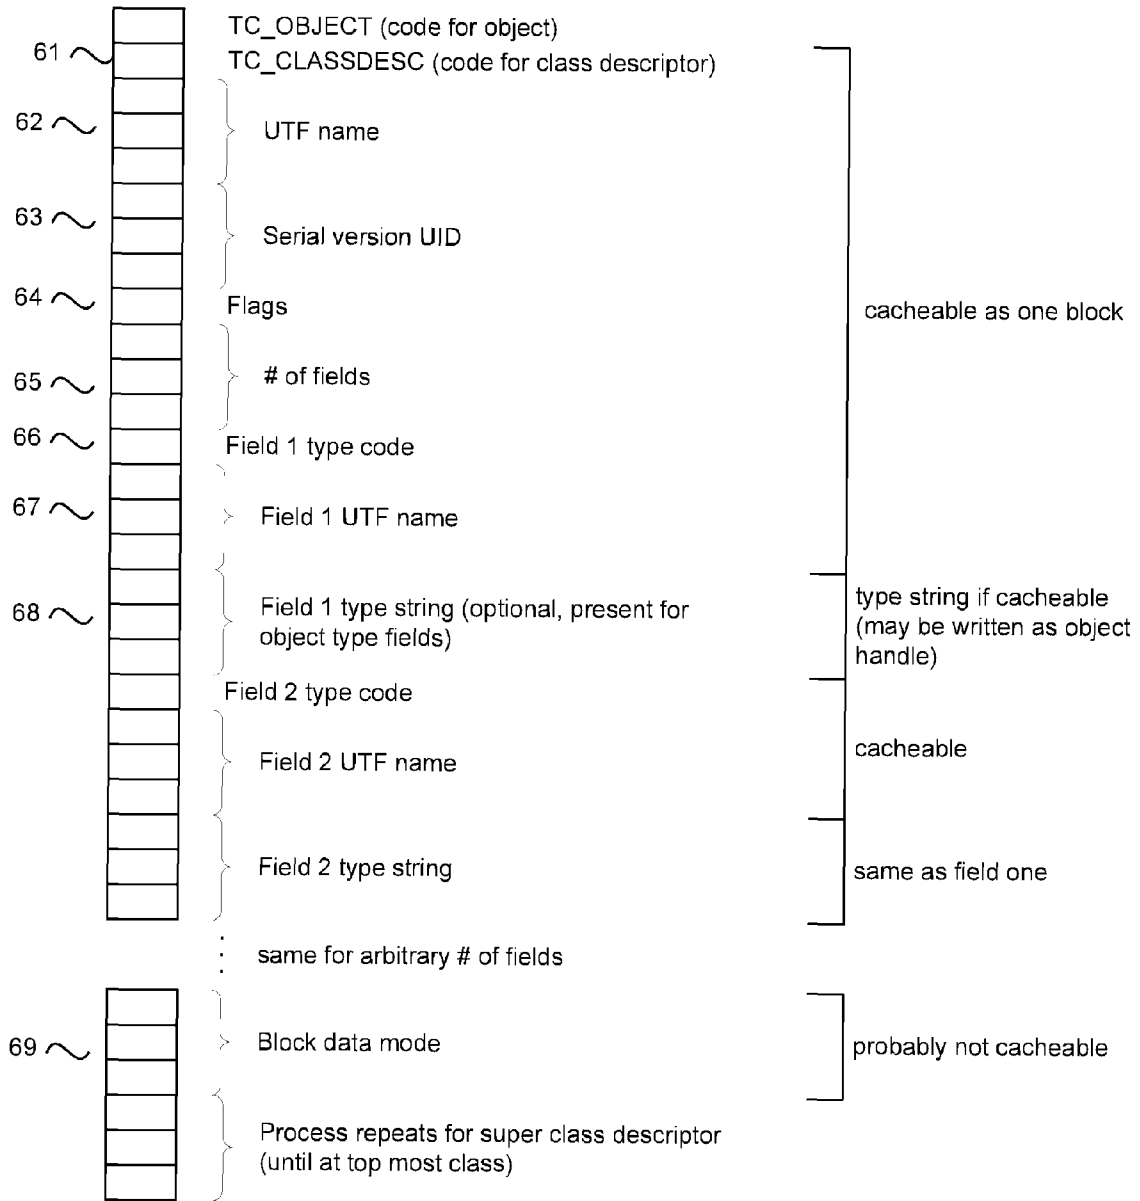 TC_OBJECT (code for object)
61
TC_CLASSDESC (code for class descriptor)
62
UTF name
63
Serial version UID
64
Flags
cacheable as one block
65
# of fields
66
Field 1 type code
67
Field 1 UTF name
68
Field 1 type string (optional, present for
object type fields)
type string if cacheable
(may be written as object
handle)
Field 2 type code
Field 2 UTF name
cacheable
Field 2 type string
same as field one
same for arbitrary # of fields
69
Block data mode
probably not cacheable
Process repeats for super class descriptor
(until at top most class)